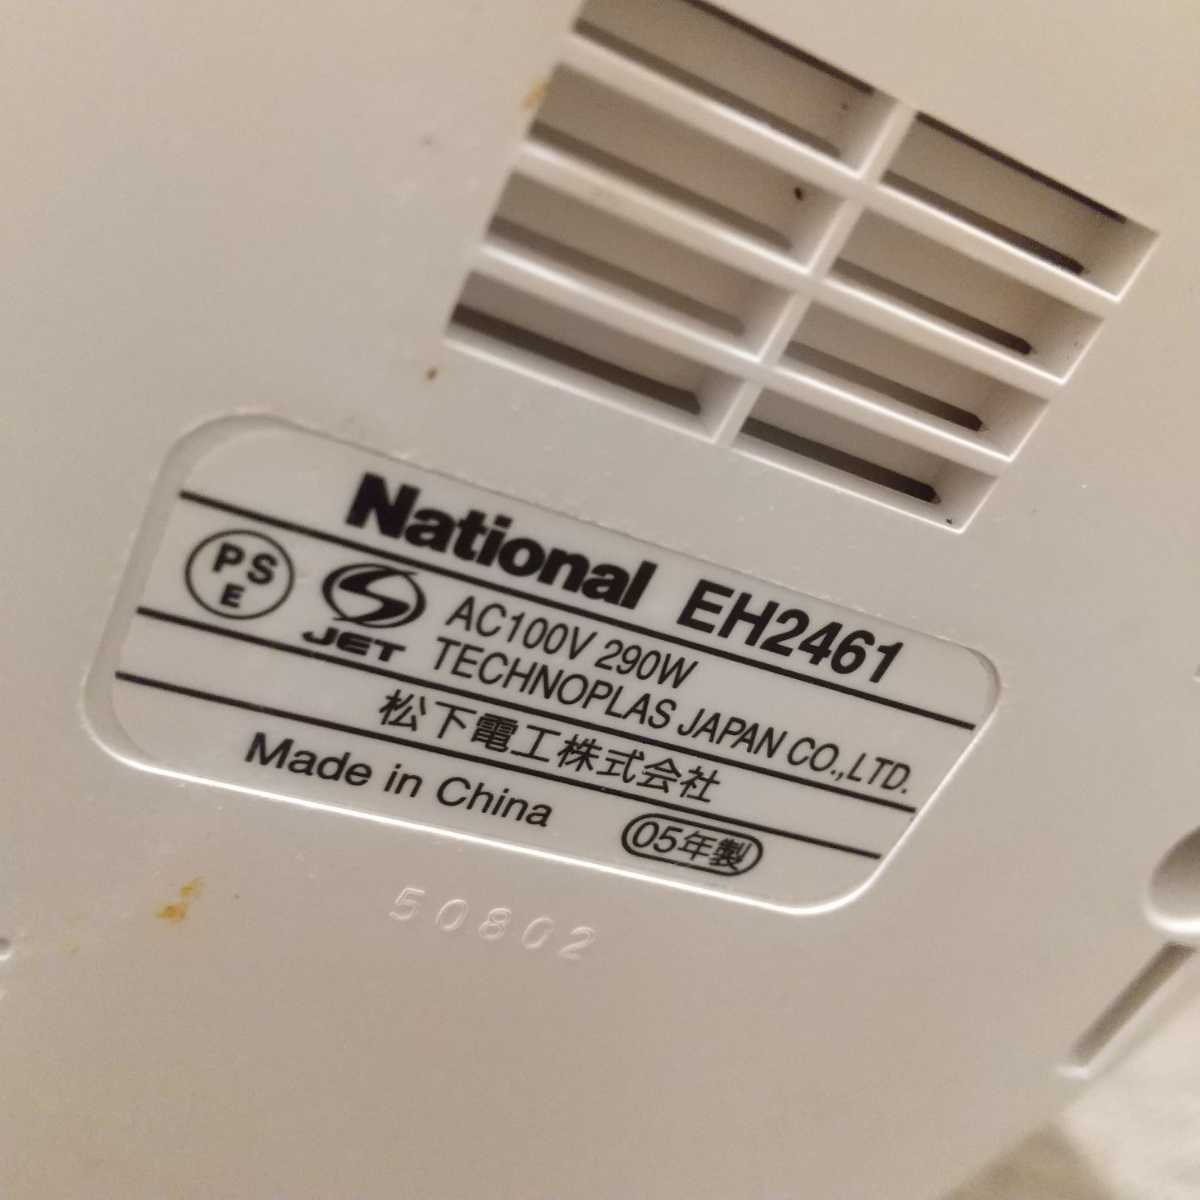 National EH2461
PS
E
JET
AC100V 290W
TECHNOPLAS JAPAN CO.,LTD.
松下電工株式会社
Made in China
05年製
50802